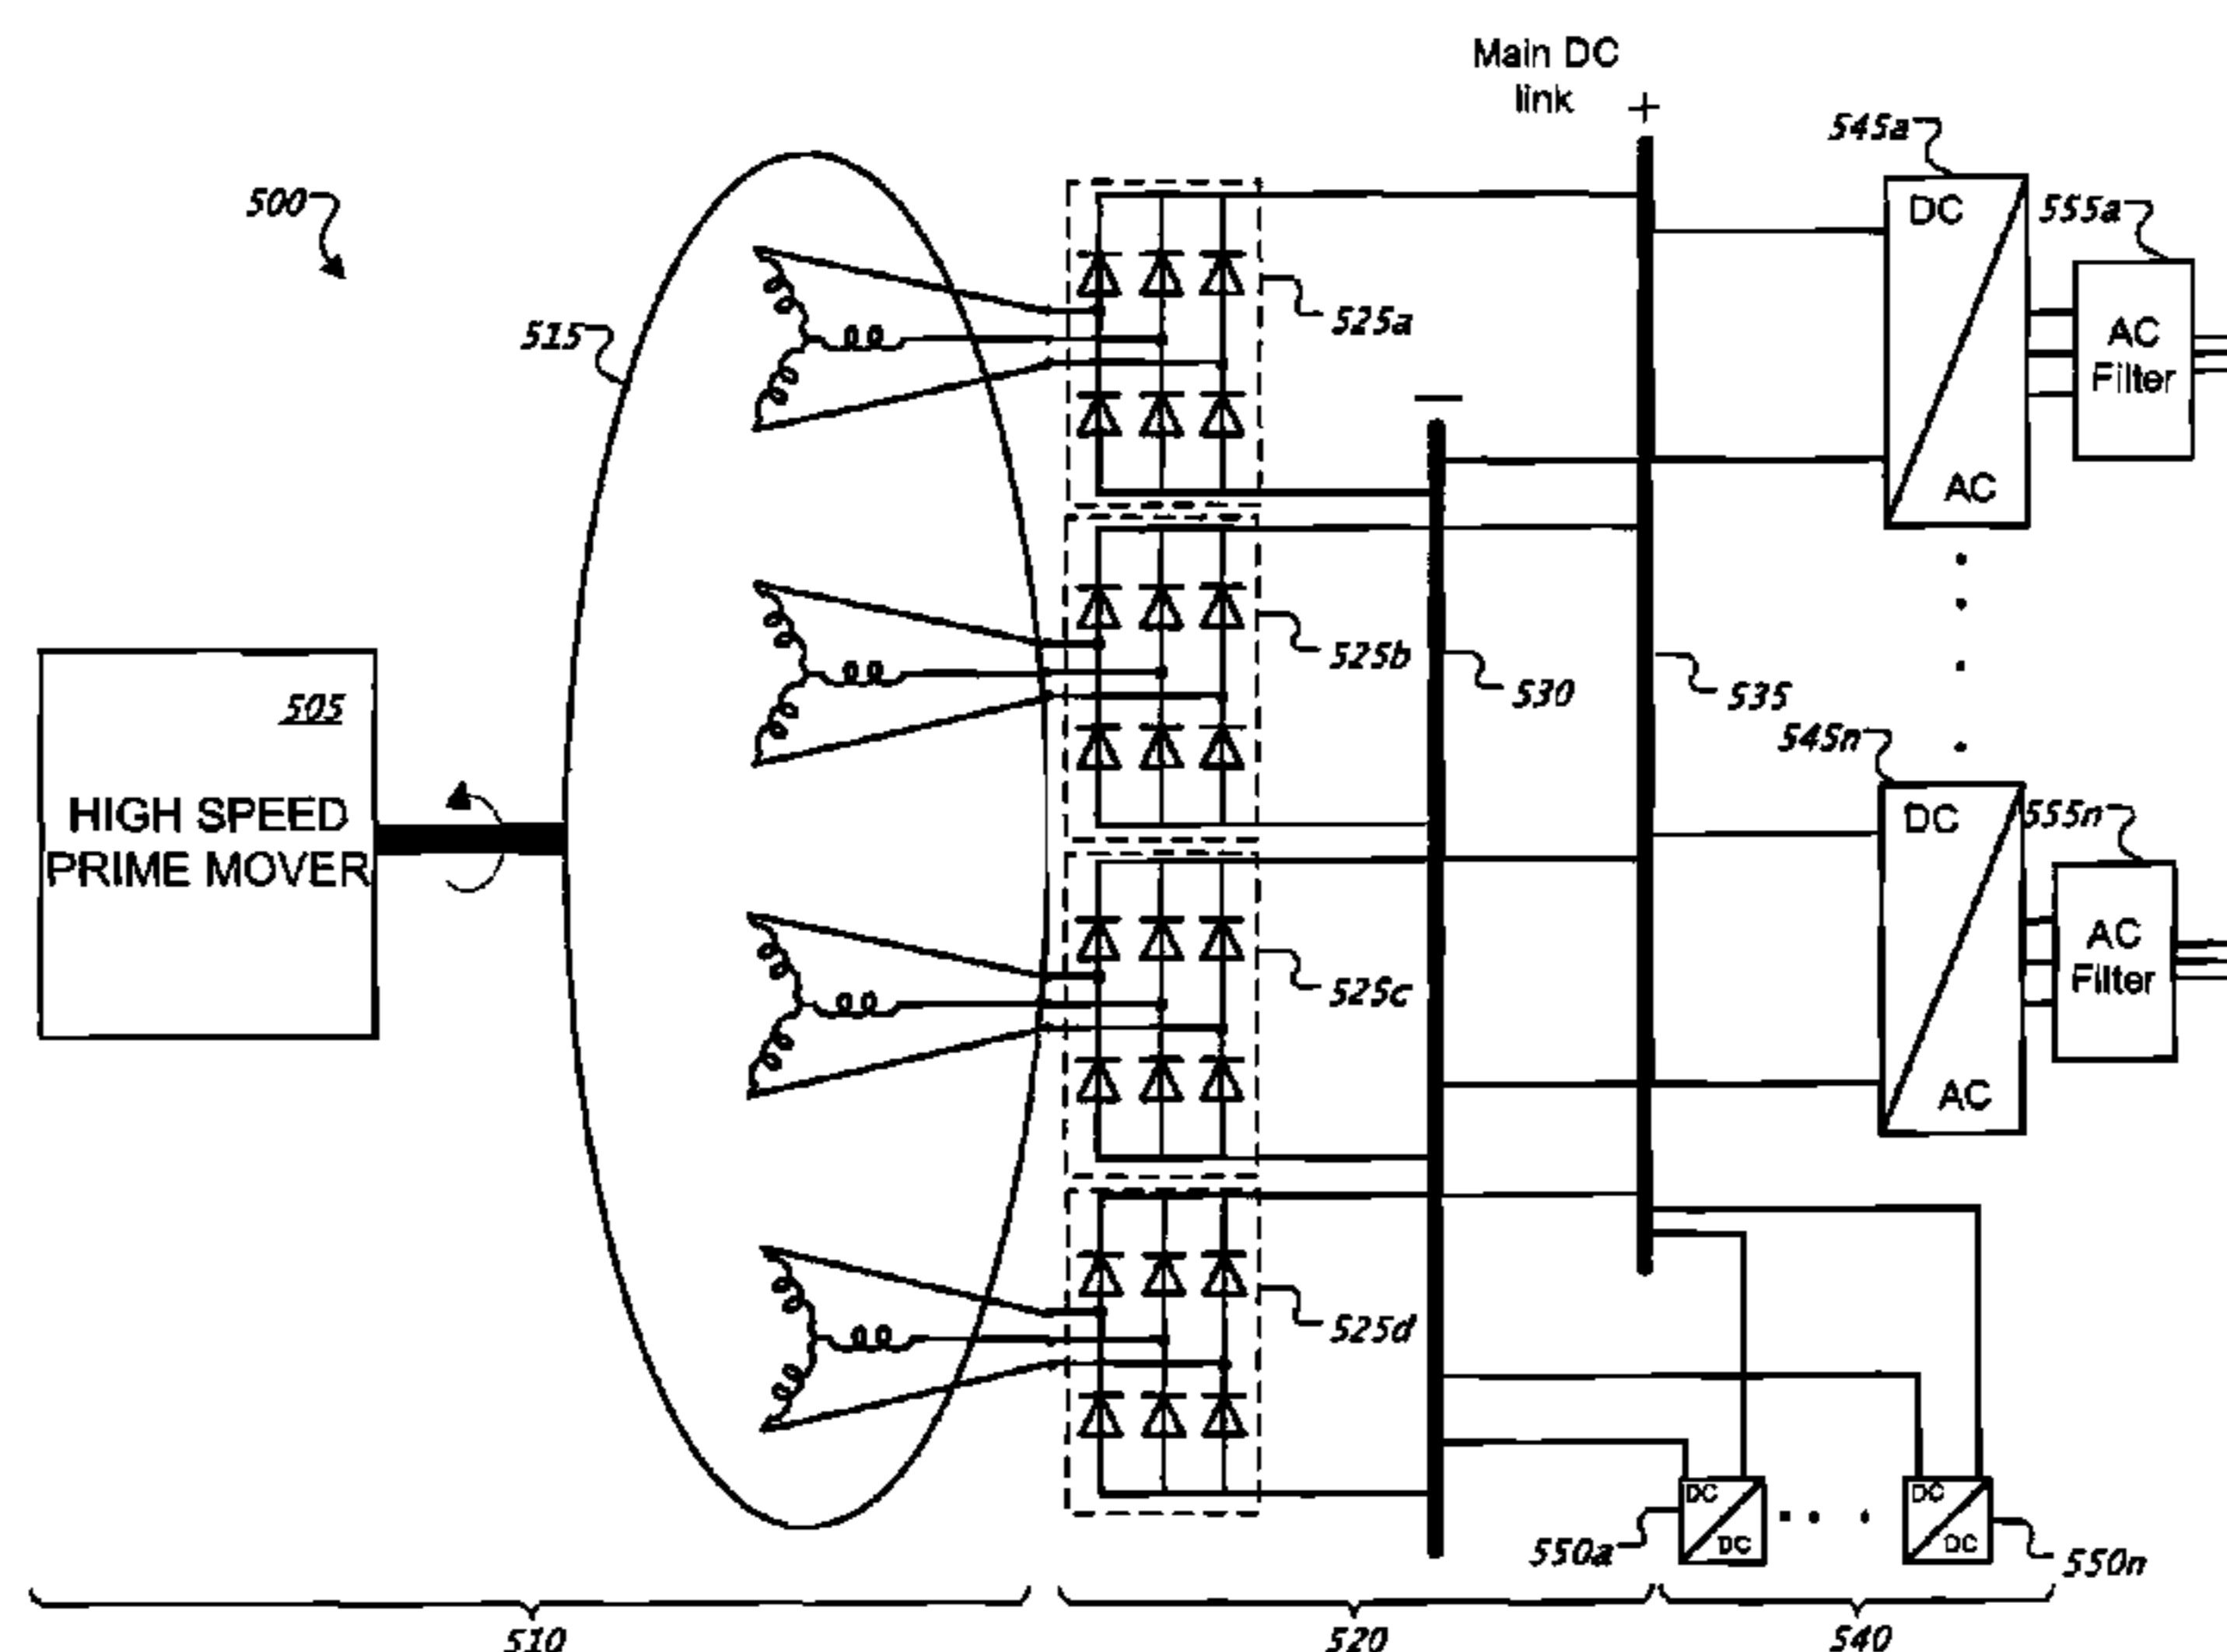 Main DC
link
+
545a
DC
555a
500
AC
Filter
525a
515
−
AC
525b
530
535
545n
505
HIGH SPEED
PRIME MOVER
DC
555n
AC
Filter
525c
AC
525d
DC
DC
550a
DC
DC
550n
510
520
540